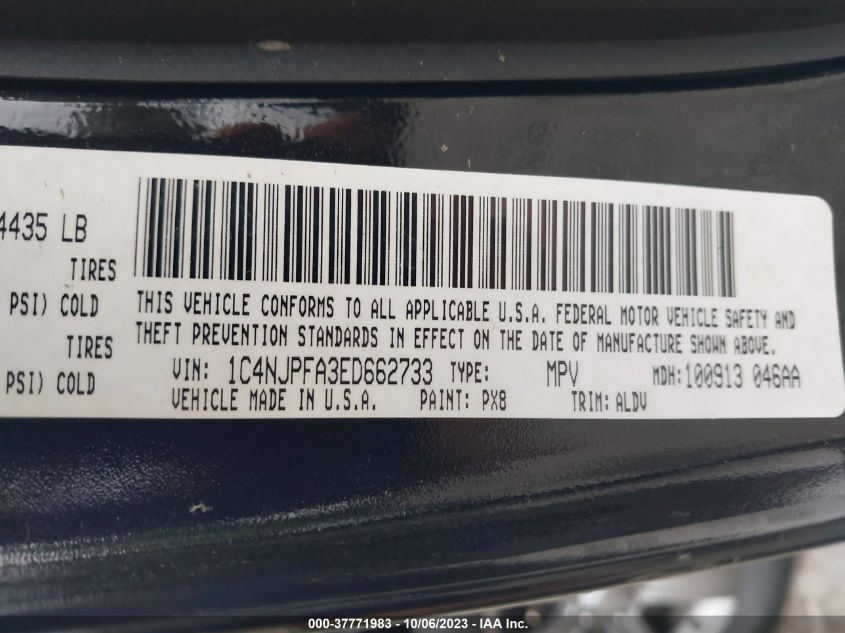 4435 LB
TIRES
PSI) COLD
TIRES
PSI) COLD
THIS VEHICLE CONFORMS TO ALL APPLICABLE U.S.A. FEDERAL MOTOR VEHICLE SAFETY AND
THEFT PREVENTION STANDARDS IN EFFECT ON THE DATE OF MANUFACTURE SHOWN ABOVE.
VIN: 1C4NJPFA3ED662733 TYPE: MPV MDH:100913 046AA
VEHICLE MADE IN U.S.A. PAINT: PX8 TRIM: ALDV
000-37771983 - 10/06/2023 - IAA Inc.